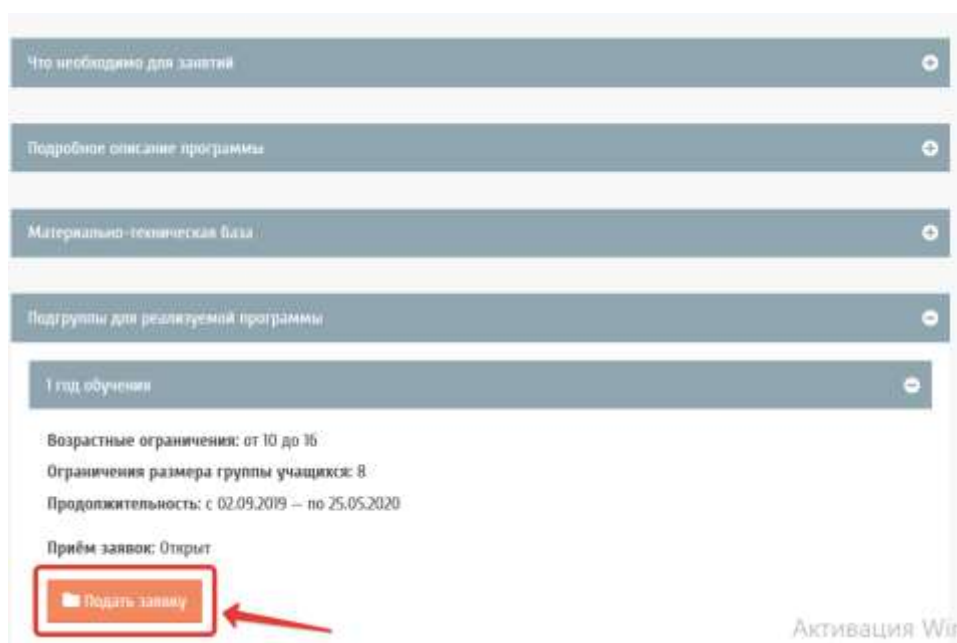 Что необходимо для занятий
Подробное описание программы
Материально-техническая база
Подгруппы для реализуемой программы
1 год обучения
Возрастные ограничения: от 10 до 16
Ограничения размера группы учащихся: 8
Продолжительность: с 02.09.2019 — по 25.05.2020
Приём заявок: Открыт
Подать заявку
Активация Win